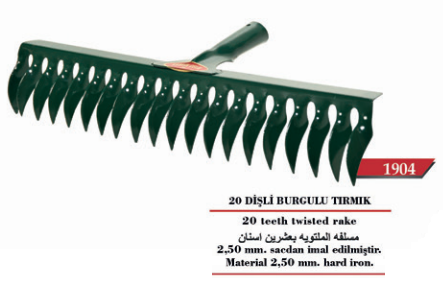 1904
20 DİŞLİ BURGULU TIRMIK
20 teeth twisted rake
مسلفه الملتويه بعشرين اسنان
2,50 mm. sacdan imal edilmiştir.
Material 2,50 mm. hard iron.